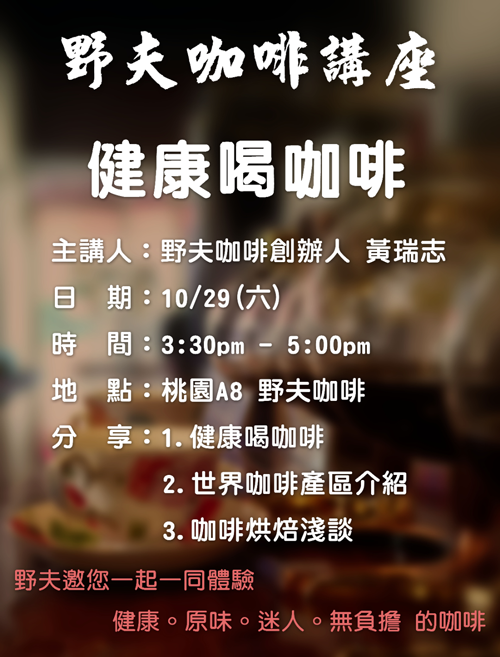 野夫咖啡講座
健康喝咖啡
主講人：野夫咖啡創辦人 黃瑞志
日　期：10/29(六)
時　間：3:30pm - 5:00pm
地　點：桃園A8 野夫咖啡
分　享：1.健康喝咖啡
2.世界咖啡產區介紹
3.咖啡烘焙淺談
野夫邀您一起一同體驗
健康。原味。迷人。無負擔 的咖啡